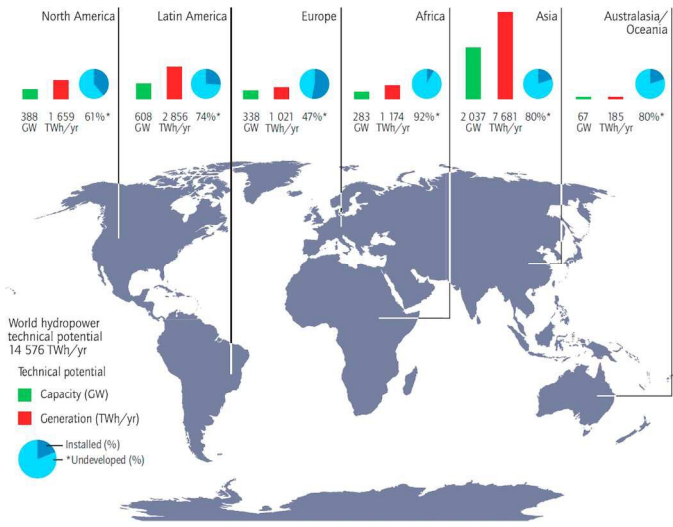 North America
388 1 659 61%*
GW TWh/yr
Latin America
608 2 856 74%*
GW TWh/yr
Europe
338 1 021 47%*
GW TWh/yr
Africa
283 1 174 92%*
GW TWh/yr
Asia
2 037 7 681 80%*
GW TWh/yr
Australasia/
Oceania
67 185 80%*
GW TWh/yr
World hydropower
technical potential
14 576 TWh/yr
Technical potential
Capacity (GW)
Generation (TWh/yr)
Installed (%)
*Undeveloped (%)